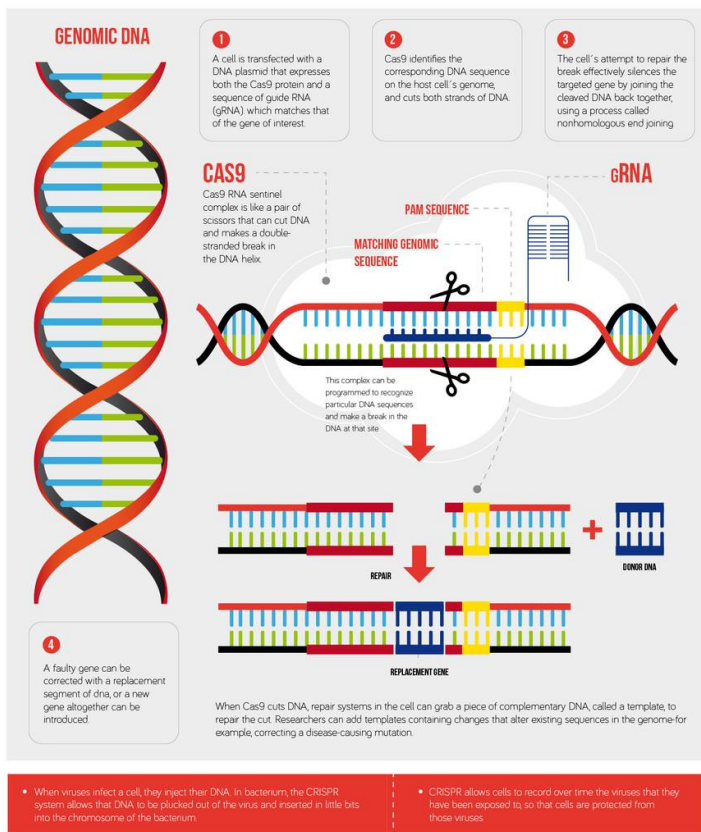 GENOMIC DNA
1
A cell is transfected with a
DNA plasmid that expresses
both the Cas9 protein and a
sequence of guide RNA
(gRNA) which matches that
of the gene of interest.
2
Cas9 identifies the
corresponding DNA sequence
on the host cell´s genome,
and cuts both strands of DNA.
3
The cell´s attempt to repair the
break effectively silences the
targeted gene by joining the
cleaved DNA back together,
using a process called
nonhomologous end joining
CAS9
Cas9 RNA sentinel
complex is like a pair of
scissors that can cut DNA
and makes a double-
stranded break in
the DNA helix.
gRNA
PAM SEQUENCE
MATCHING GENOMIC
SEQUENCE
This complex can be
programmed to recognize
particular DNA sequences
and make a break in the
DNA at that site
REPAIR
DONOR DNA
REPLACEMENT GENE
4
A faulty gene can be
corrected with a replacement
segment of dna, or a new
gene altogether can be
introduced
When Cas9 cuts DNA, repair systems in the cell can grab a piece of complementary DNA, called a template, to
repair the cut. Researchers can add templates containing changes that alter existing sequences in the genome-for
example, correcting a disease-causing mutation.
• When viruses infect a cell, they inject their DNA. In bacterium, the CRISPR
system allows that DNA to be plucked out of the virus and inserted in little bits
into the chromosome of the bacterium.
• CRISPR allows cells to record over time the viruses that they
have been exposed to, so that cells are protected from
those viruses